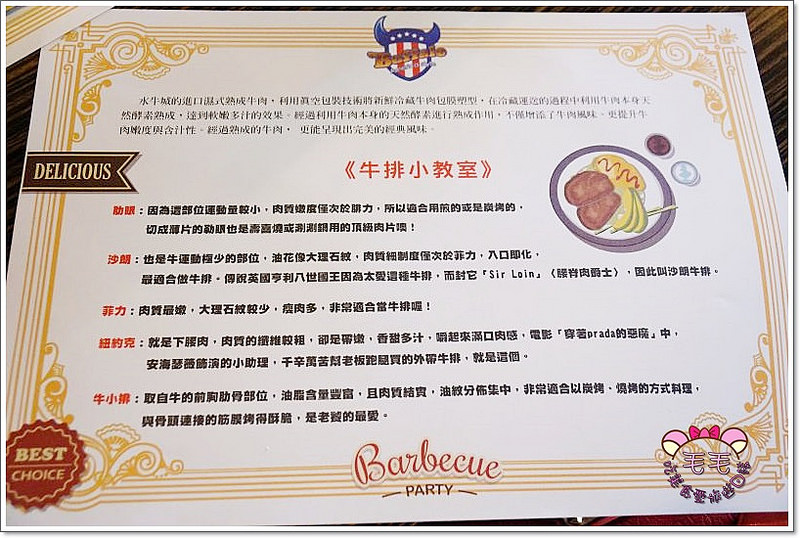 Buffalo
水牛城的進口濕式熟成牛肉，利用真空包裝技術將新鮮冷藏牛肉包膜塑型，在冷藏運送的過程中利用牛肉本身天
然酵素熟成，達到軟嫩多汁的效果。經過利用牛肉本身的天然酵素進行熟成作用，不僅增添了牛肉風味。更提升牛
肉嫩度與含汁性。經過熟成的牛肉， 更能呈現出完美的經典風味。
DELICIOUS
《牛排小教室》
肋眼：因為這部位運動量較小，肉質嫩度僅次於腓力，所以適合用煎的或是炭烤的，
切成薄片的勒眼也是壽喜燒或涮涮鍋用的頂級肉片噢！
沙朗：也是牛運動極少的部位，油花像大理石紋，肉質細制度僅次於菲力，入口即化，
最適合做牛排。傳說英國亨利八世國王因為太愛這種牛排，而封它「Sir Loin」〈腰脊肉爵士〉，因此叫沙朗牛排。
菲力：肉質最嫩，大理石紋較少，瘦肉多，非常適合當牛排喔！
紐約克：就是下腰肉，肉質的纖維較粗，卻是帶嫩，香甜多汁，嚼起來滿口肉感，電影「穿著prada的惡魔」中，
安海瑟薇飾演的小助理，千辛萬苦幫老板跑腿買的外帶牛排，就是這個。
牛小排：取自牛的前胸肋骨部位，油脂含量豐富，且肉質結實，油紋分佈集中，非常適合以炭烤、燒烤的方式料理，
與骨頭連接的筋膜烤得酥脆，是老饕的最愛。
BEST
CHOICE
Barbecue
PARTY
毛毛